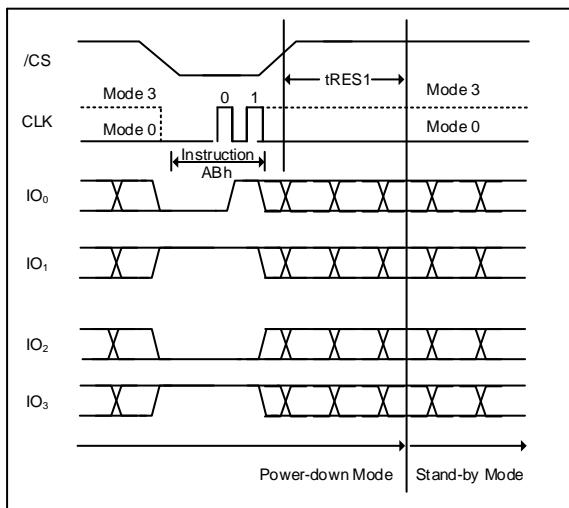 /CS
tRES1
Mode 3
0 1
Mode 3
CLK
Mode 0
Mode 0
Instruction
ABh
IO0
IO1
IO2
IO3
Power-down Mode
Stand-by Mode